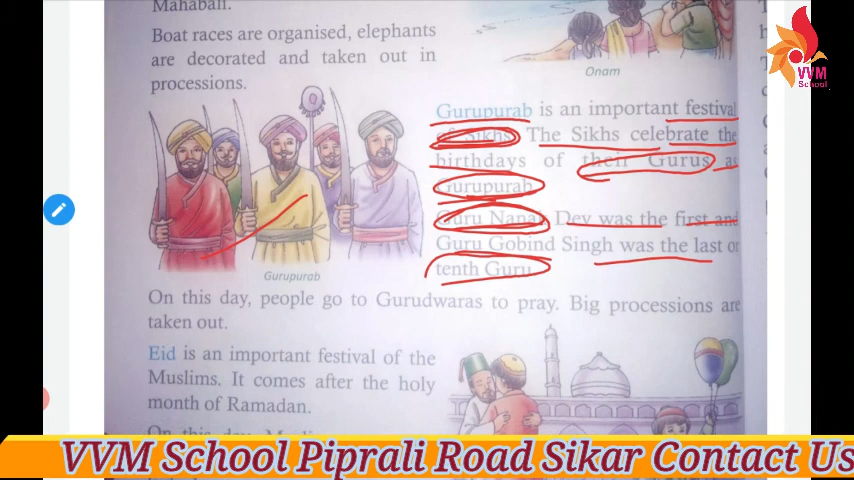 Mahabali.
Boat races are organised, elephants
are decorated and taken out in
processions.
Onam
VVM
School
Gurupurab is an important festival
of Sikhs. The Sikhs celebrate the
birthdays of their Gurus as
Gurupurab.
Guru Nanak Dev was the first and
Guru Gobind Singh was the last or
tenth Guru.
Gurupurab
On this day, people go to Gurudwaras to pray. Big processions are
taken out.
Eid is an important festival of the
Muslims. It comes after the holy
month of Ramadan.
On this day
VVM School Piprali Road Sikar Contact Us